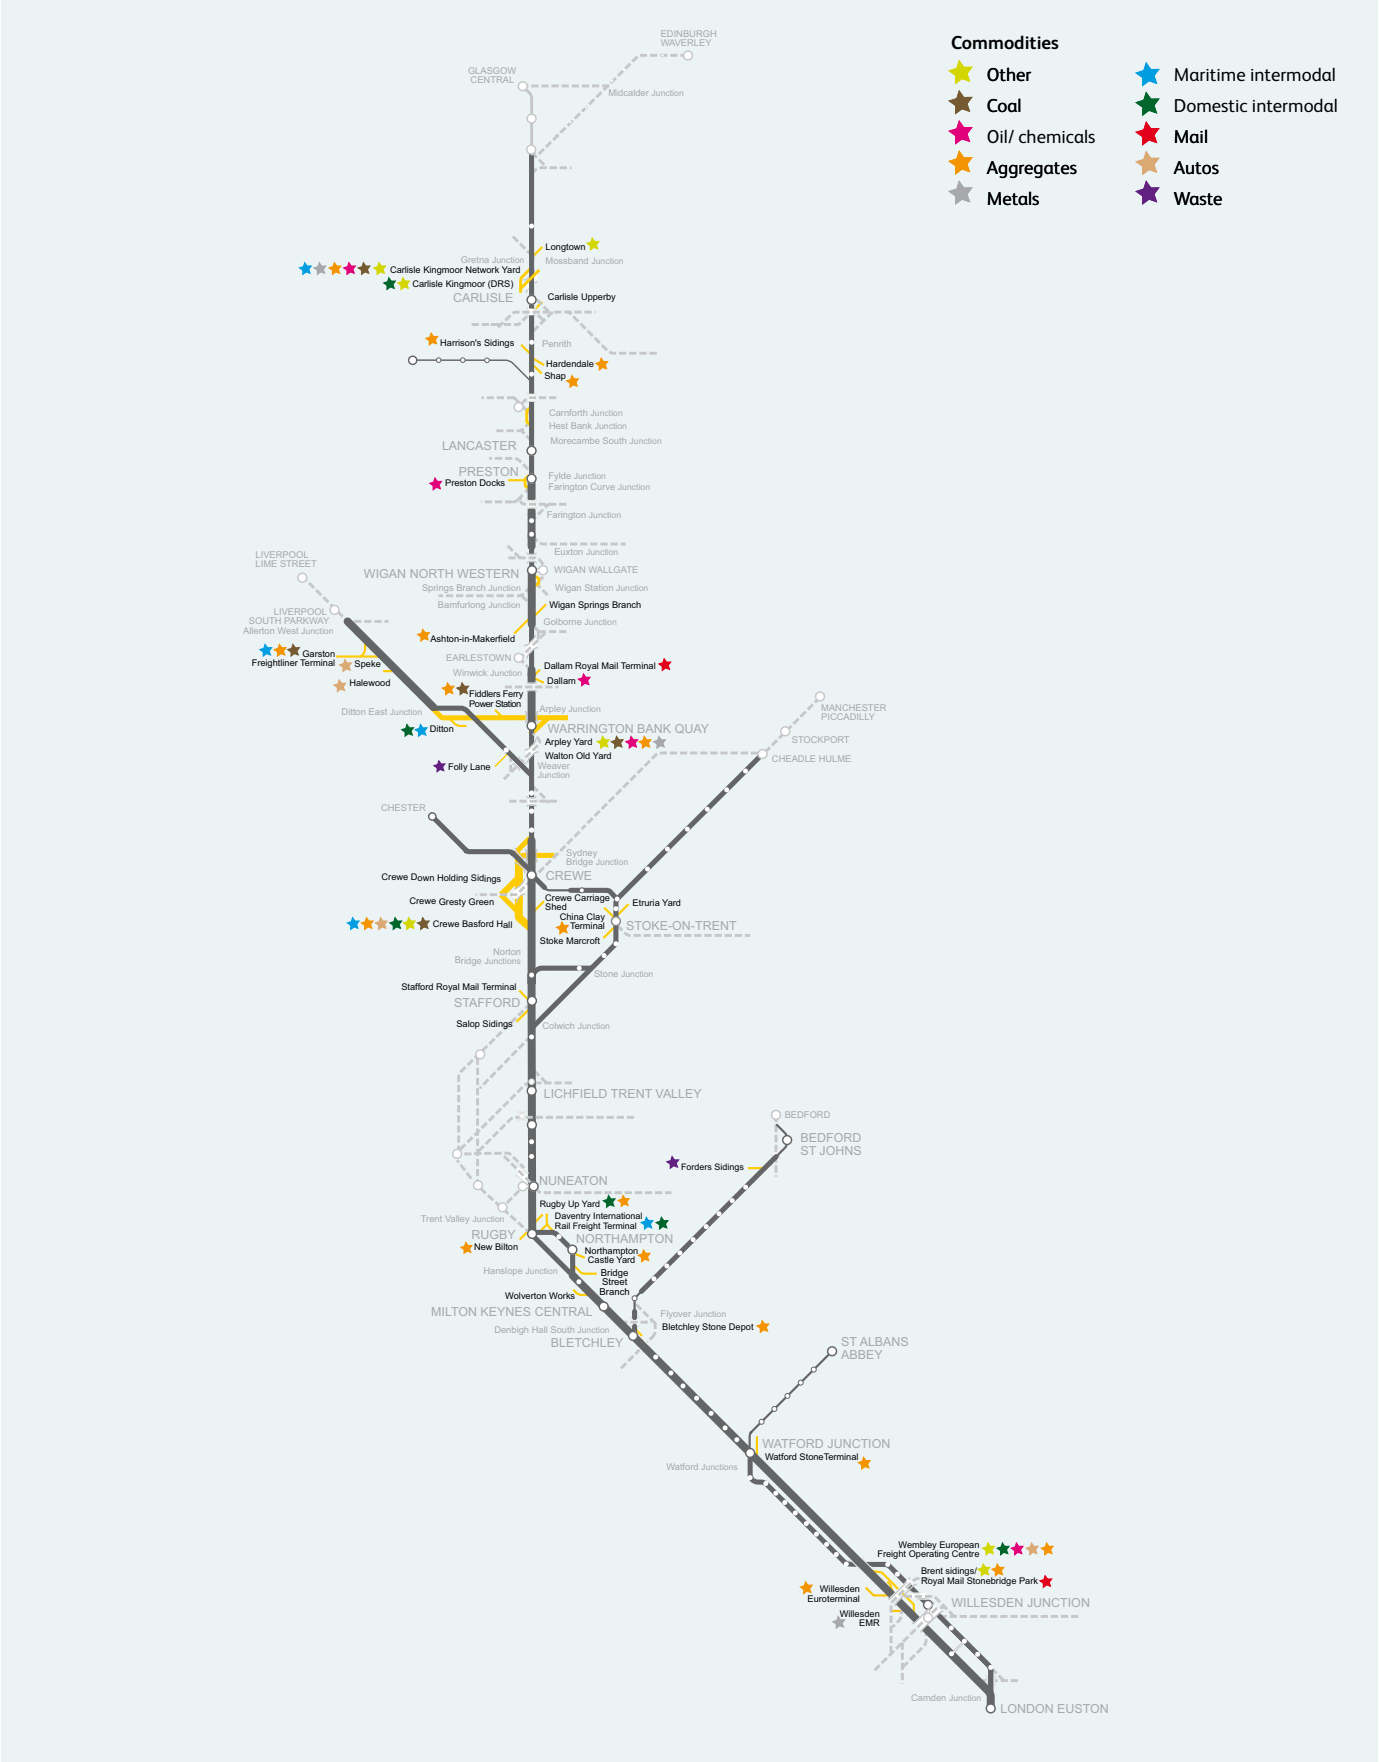 EDINBURGH
WAVERLEY
GLASGOW
CENTRAL
Midcalder Junction
Commodities
Other
Coal
Oil/ chemicals
Aggregates
Metals
Maritime intermodal
Domestic intermodal
Mail
Autos
Waste
Longtown
Gretna Junction
Mossband Junction
Carlisle Kingmoor Network Yard
Carlisle Kingmoor (DRS)
CARLISLE
Carlisle Upperby
Harrison's Sidings
Penrith
Hardendale
Shap
Carnforth Junction
Hest Bank Junction
Morecambe South Junction
LANCASTER
PRESTON
Preston Docks
Fylde Junction
Farington Curve Junction
Farington Junction
Euxton Junction
LIVERPOOL
LIME STREET
WIGAN NORTH WESTERN
WIGAN WALLGATE
Springs Branch Junction
Wigan Station Junction
Bamfurlong Junction
Wigan Springs Branch
LIVERPOOL
SOUTH PARKWAY
Allerton West Junction
Golborne Junction
Ashton-in-Makerfield
Garston
Freightliner Terminal
Speke
EARLESTOWN
Winwick Junction
Dallam Royal Mail Terminal
Dallam
Halewood
Fiddlers Ferry
Power Station
Ditton East Junction
Arpley Junction
Ditton
WARRINGTON BANK QUAY
Arpley Yard
Walton Old Yard
Folly Lane
Weaver
Junction
MANCHESTER
PICCADILLY
STOCKPORT
CHEADLE HULME
CHESTER
Sydney
Bridge Junction
CREWE
Crewe Down Holding Sidings
Crewe Gresty Green
Crewe Carriage
Shed
Etruria Yard
China Clay
Terminal
Crewe Basford Hall
STOKE-ON-TRENT
Stoke Marcroft
Norton
Bridge Junctions
Stone Junction
Stafford Royal Mail Terminal
STAFFORD
Salop Sidings
Colwich Junction
LICHFIELD TRENT VALLEY
BEDFORD
BEDFORD
ST JOHNS
Forders Sidings
NUNEATON
Rugby Up Yard
Daventry International
Rail Freight Terminal
Trent Valley Junction
RUGBY
New Bilton
NORTHAMPTON
Northampton
Castle Yard
Hanslope Junction
Bridge
Street
Branch
Wolverton Works
MILTON KEYNES CENTRAL
Flyover Junction
Denbigh Hall South Junction
Bletchley Stone Depot
BLETCHLEY
ST ALBANS
ABBEY
WATFORD JUNCTION
Watford StoneTerminal
Watford Junctions
Wembley European
Freight Operating Centre
Brent sidings/
Royal Mail Stonebridge Park
Willesden
Euroterminal
WILLESDEN JUNCTION
Willesden
EMR
Camden Junction
LONDON EUSTON